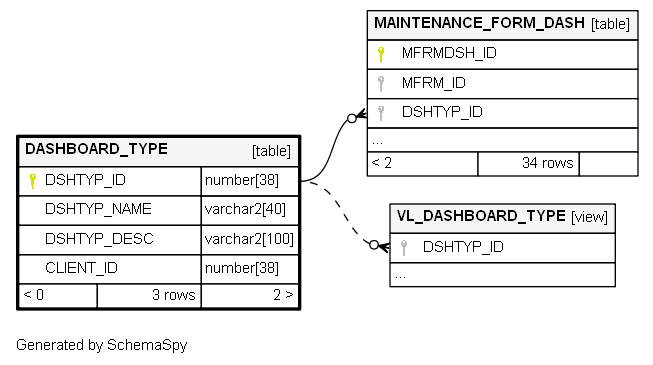 MAINTENANCE_FORM_DASH [table]
MFRMDSH_ID
MFRM_ID
DSHTYP_ID
...
< 2 34 rows
DASHBOARD_TYPE [table]
DSHTYP_ID number[38]
DSHTYP_NAME varchar2[40]
DSHTYP_DESC varchar2[100]
CLIENT_ID number[38]
< 0 3 rows 2 >
VL_DASHBOARD_TYPE [view]
DSHTYP_ID
...
Generated by SchemaSpy